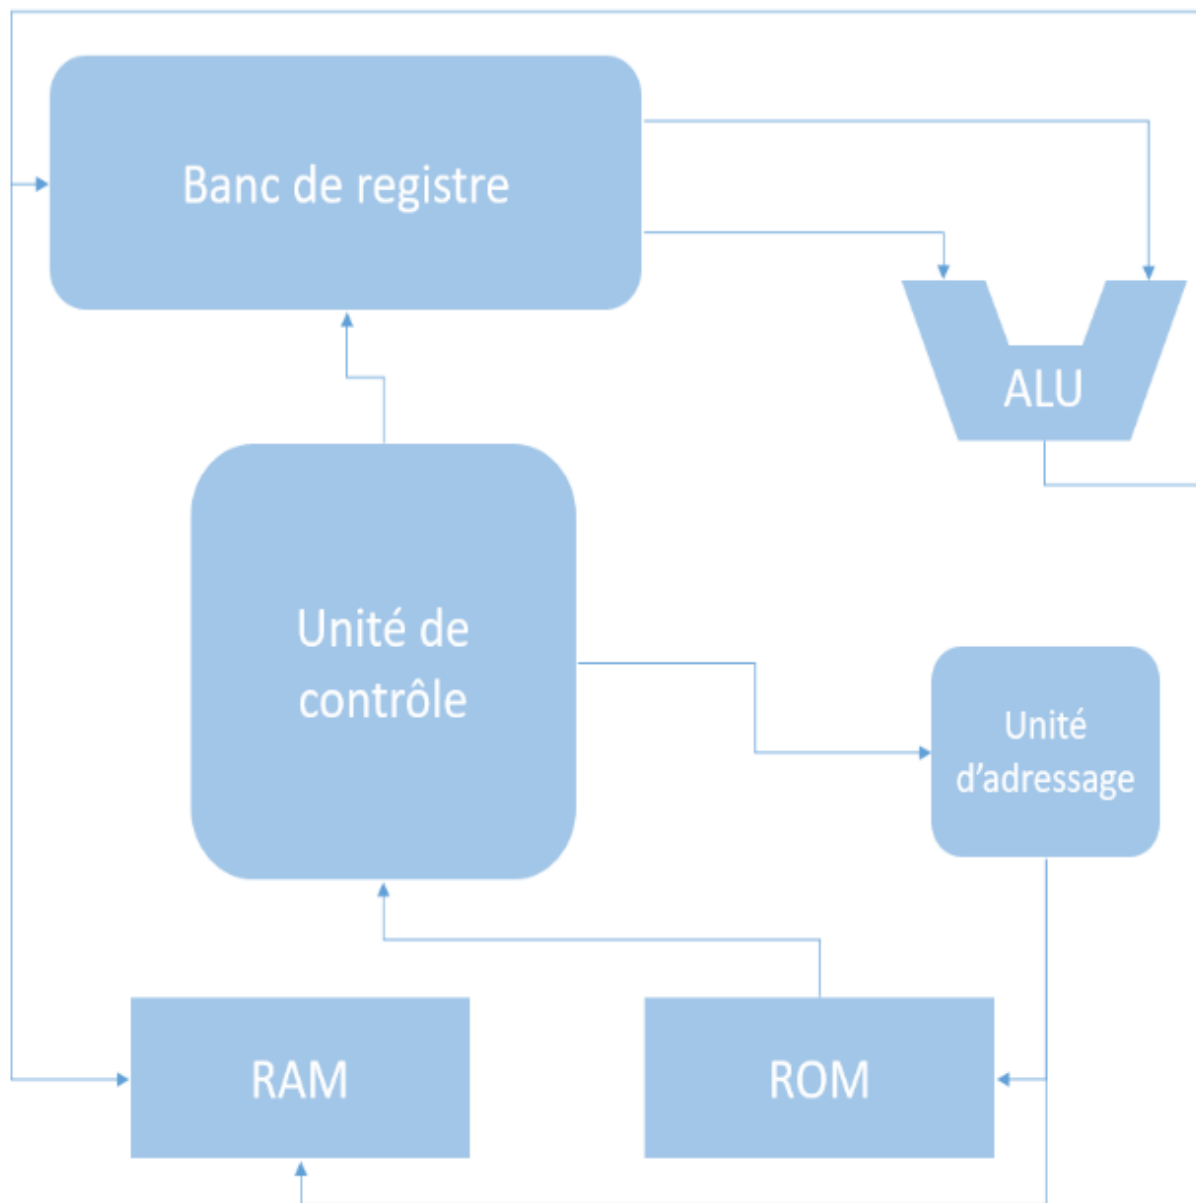 Banc de registre
ALU
Unité de
contrôle
Unité
d’adressage
RAM
ROM